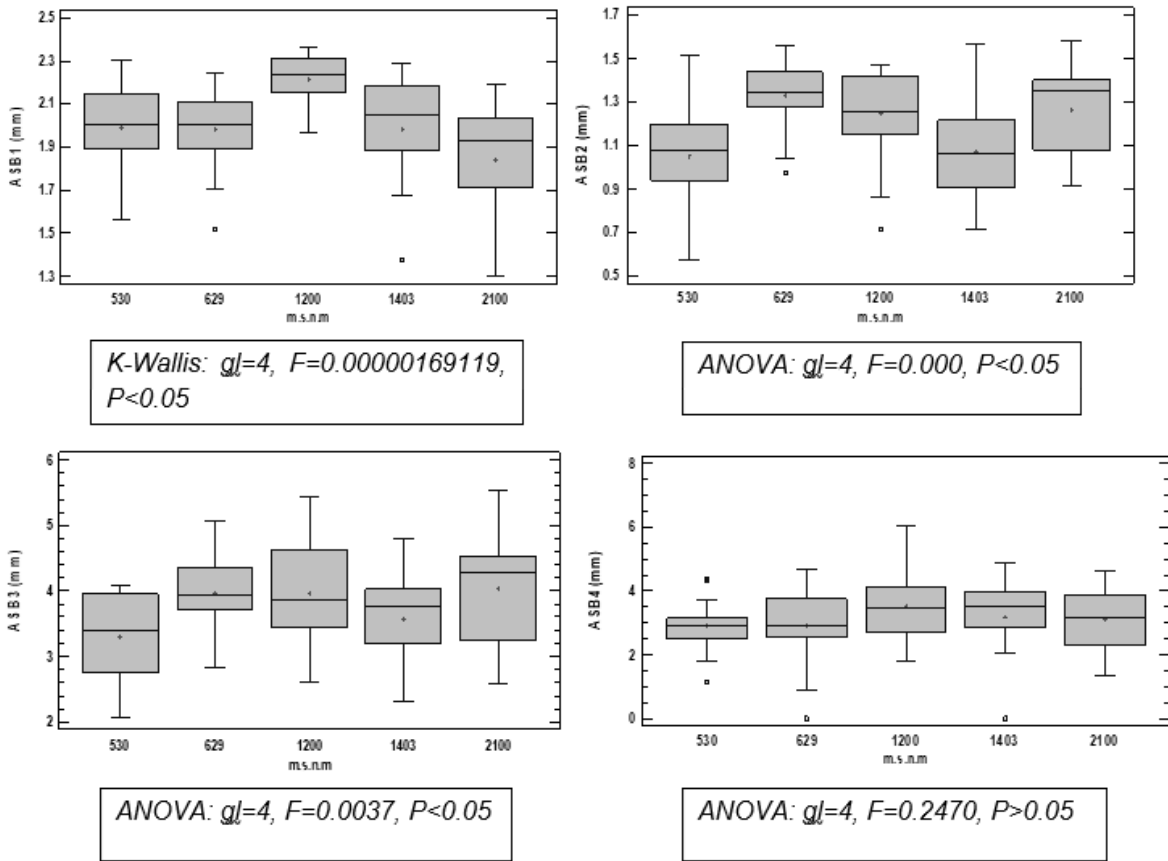 2.5
2.3
2.1
1.9
1.7
1.5
1.3
ASB1 (mm)
530 629 1200 1403 2100
m.s.n.m
K-Wallis: gl=4, F=0.00000169119,
P<0.05
1.7
1.5
1.3
1.1
0.9
0.7
0.5
ASB2 (mm)
530 629 1200 1403 2100
m.s.n.m
ANOVA: gl=4, F=0.000, P<0.05
6
5
4
3
2
ASB3 (mm)
530 629 1200 1403 2100
m.s.n.m
ANOVA: gl=4, F=0.0037, P<0.05
8
6
4
2
0
ASB4 (mm)
530 629 1200 1403 2100
m.s.n.m
ANOVA: gl=4, F=0.2470, P>0.05